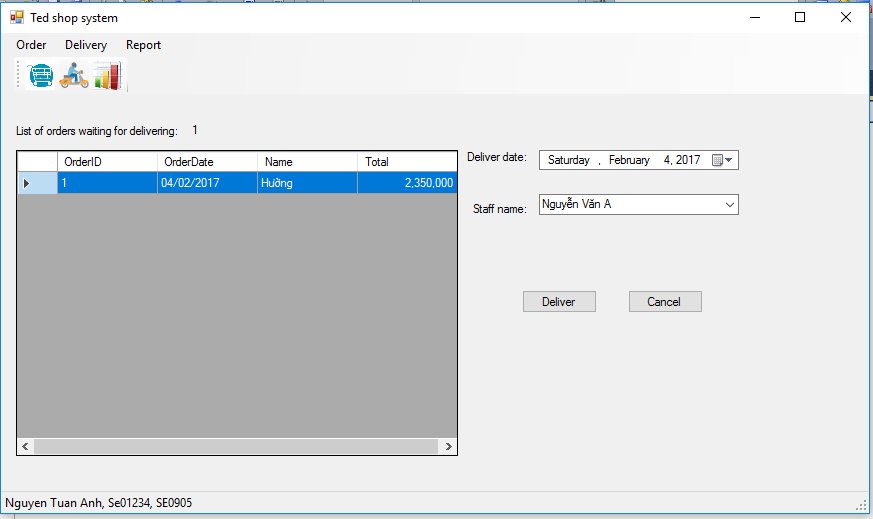 Ted shop system
Order Delivery Report
List of orders waiting for delivering: 1
OrderID OrderDate Name Total
1 04/02/2017 Hường 2,350,000
Deliver date: Saturday , February 4, 2017
Staff name: Nguyễn Văn A
Deliver Cancel
Nguyen Tuan Anh, Se01234, SE0905